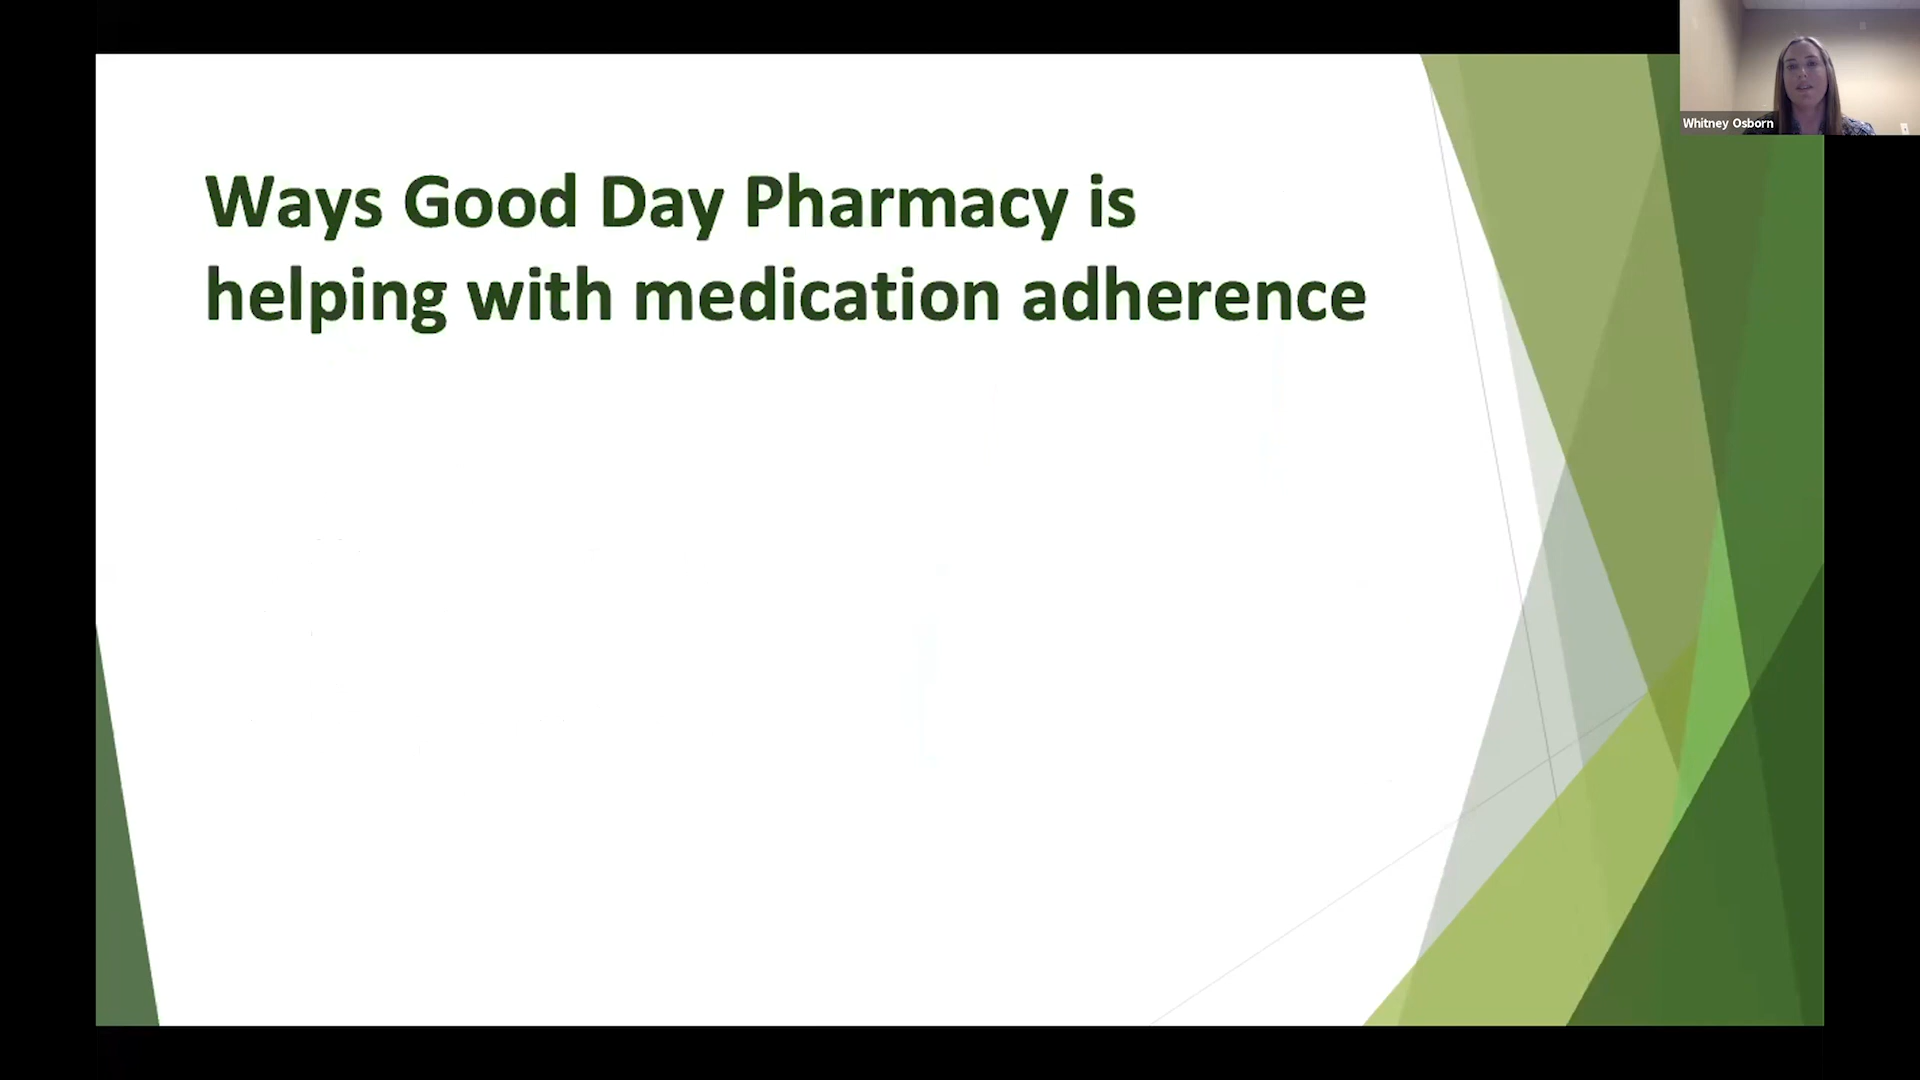 Whitney Osborn
Ways Good Day Pharmacy is
helping with medication adherence